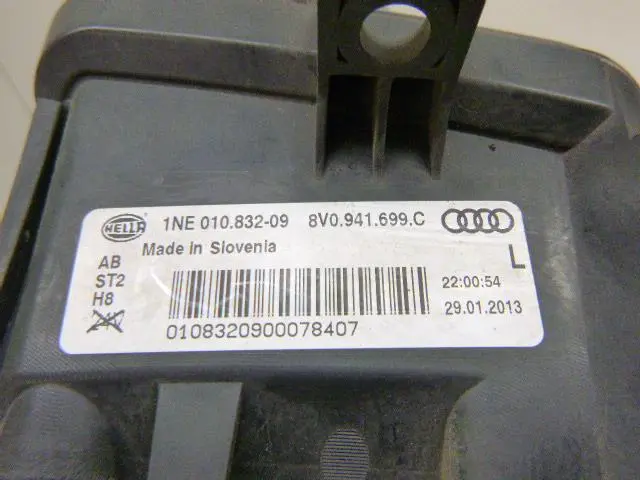 HELLA 1NE 010.832-09 8V0.941.699.C
Made in Slovenia
L
AB
ST2
H8
22:00:54
29.01.2013
0108320900078407